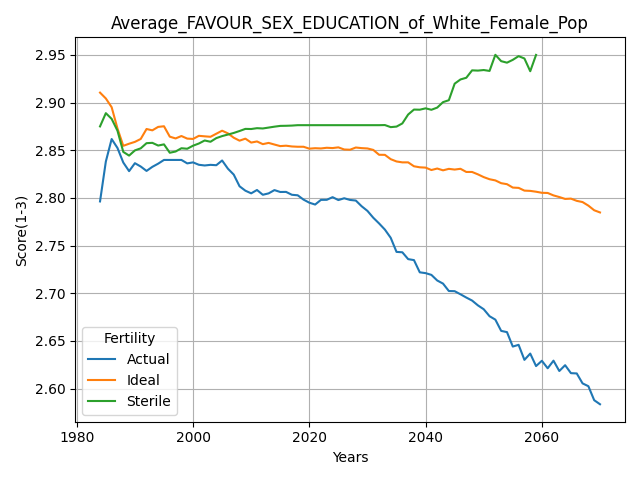 Average_FAVOUR_SEX_EDUCATION_of_White_Female_Pop
2.95
2.90
2.85
2.80
2.75
2.70
2.65
2.60
Score(1-3)
Fertility
Actual
Ideal
Sterile
1980
2000
2020
2040
2060
Years